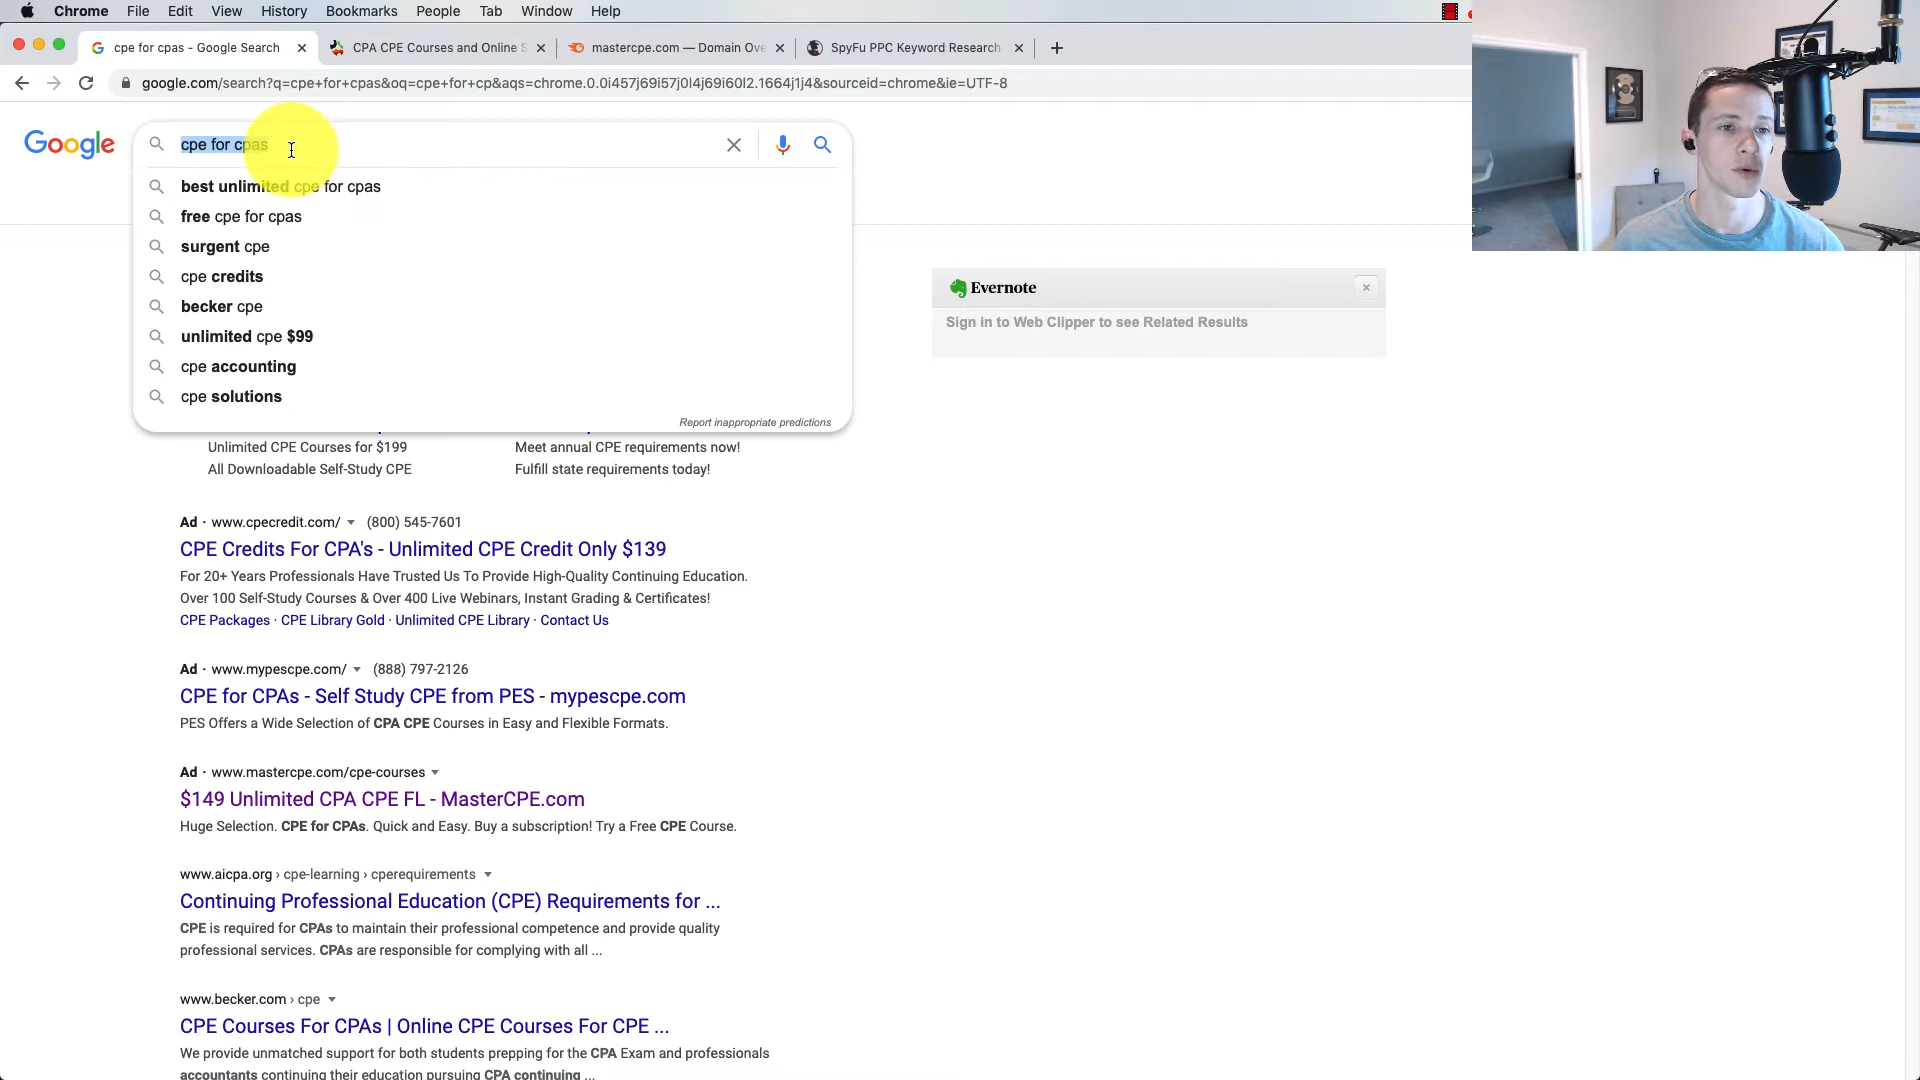 Chrome File Edit View History Bookmarks People Tab Window Help
cpe for cpas - Google Search
CPA CPE Courses and Online S
mastercpe.com — Domain Ove
SpyFu PPC Keyword Research
google.com/search?q=cpe+for+cpas&oq=cpe+for+cp&aqs=chrome.0.0i457j69i57j0l4j69i60l2.1664j1j4&sourceid=chrome&ie=UTF-8
Google
cpe for cpas
best unlimited cpe for cpas
free cpe for cpas
surgent cpe
cpe credits
becker cpe
unlimited cpe $99
cpe accounting
cpe solutions
Report inappropriate predictions
Evernote
Sign in to Web Clipper to see Related Results
Unlimited CPE Courses for $199
Meet annual CPE requirements now!
All Downloadable Self-Study CPE
Fulfill state requirements today!
Ad · www.cpecredit.com/ (800) 545-7601
CPE Credits For CPA's - Unlimited CPE Credit Only $139
For 20+ Years Professionals Have Trusted Us To Provide High-Quality Continuing Education.
Over 100 Self-Study Courses & Over 400 Live Webinars, Instant Grading & Certificates!
CPE Packages · CPE Library Gold · Unlimited CPE Library · Contact Us
Ad · www.mypescpe.com/ (888) 797-2126
CPE for CPAs - Self Study CPE from PES - mypescpe.com
PES Offers a Wide Selection of CPA CPE Courses in Easy and Flexible Formats.
Ad · www.mastercpe.com/cpe-courses
$149 Unlimited CPA CPE FL - MasterCPE.com
Huge Selection. CPE for CPAs. Quick and Easy. Buy a subscription! Try a Free CPE Course.
www.aicpa.org › cpe-learning › cperequirements
Continuing Professional Education (CPE) Requirements for ...
CPE is required for CPAs to maintain their professional competence and provide quality
professional services. CPAs are responsible for complying with all ...
www.becker.com › cpe
CPE Courses For CPAs | Online CPE Courses For CPE ...
We provide unmatched support for both students prepping for the CPA Exam and professionals
accountants continuing their education pursuing CPA continuing ...